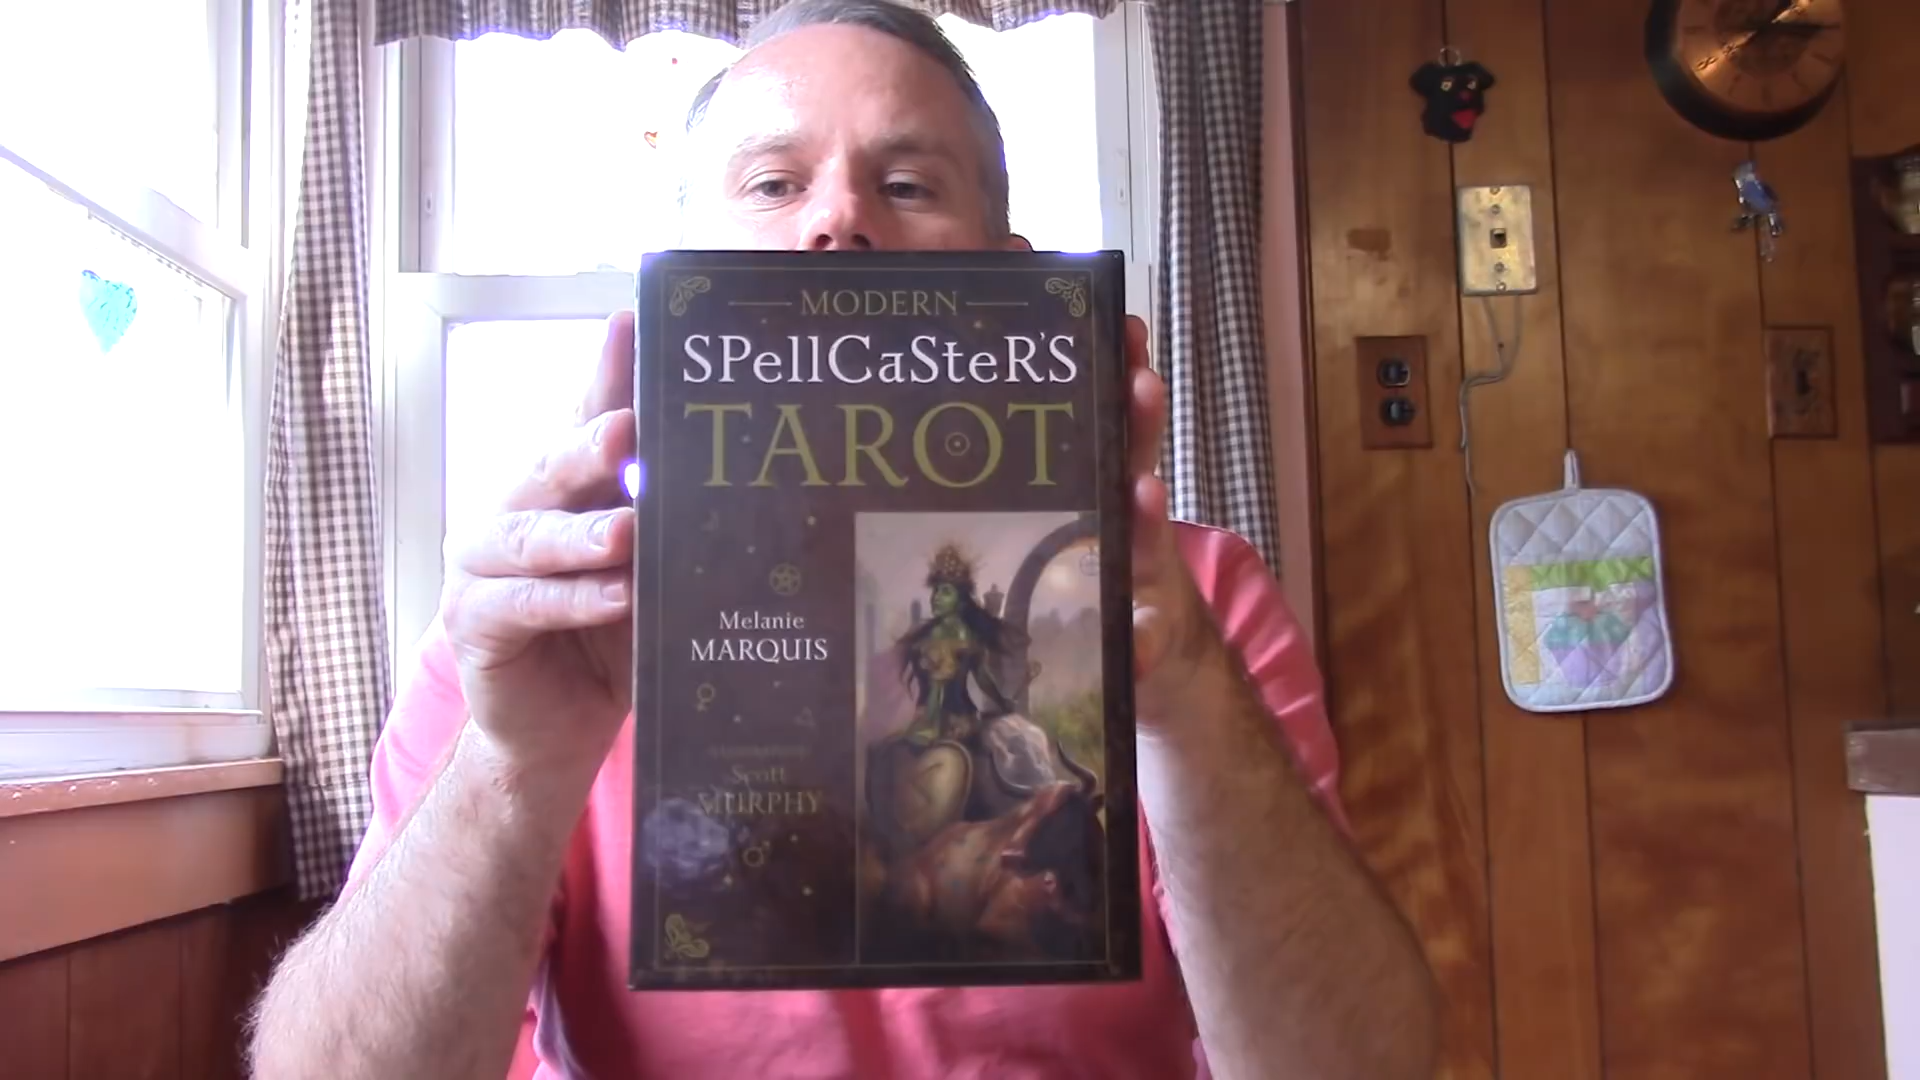 MODERN
SPellCaSteR'S
TAROT
Melanie
MARQUIS
Scott
MURPHY